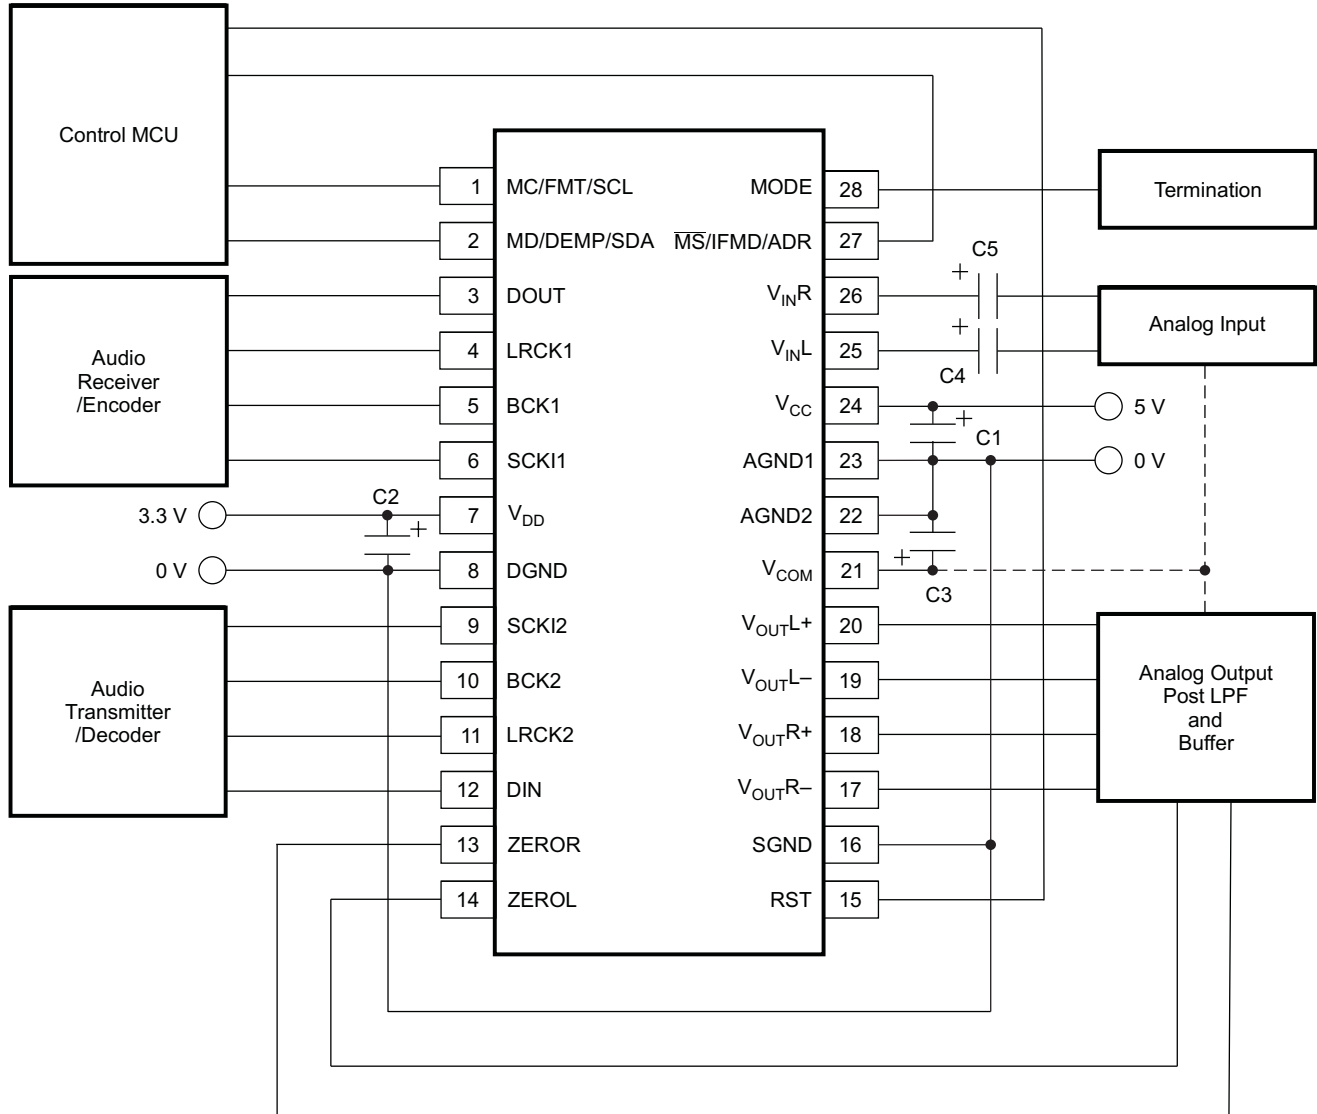 Control MCU
Audio
Receiver
/Encoder
3.3 V
C2
+
0 V
Audio
Transmitter
/Decoder
1 MC/FMT/SCL
2 MD/DEMP/SDA
3 DOUT
4 LRCK1
5 BCK1
6 SCKI1
7 VDD
8 DGND
9 SCKI2
10 BCK2
11 LRCK2
12 DIN
13 ZEROR
14 ZEROL
MODE 28
M̅S̅/IFMD/ADR 27
VINR 26
VINL 25
VCC 24
AGND1 23
AGND2 22
VCOM 21
VOUTL+ 20
VOUTL– 19
VOUTR+ 18
VOUTR– 17
SGND 16
RST 15
C5
+
+
C4
+
C1
+
C3
5 V
0 V
Termination
Analog Input
Analog Output
Post LPF
and
Buffer